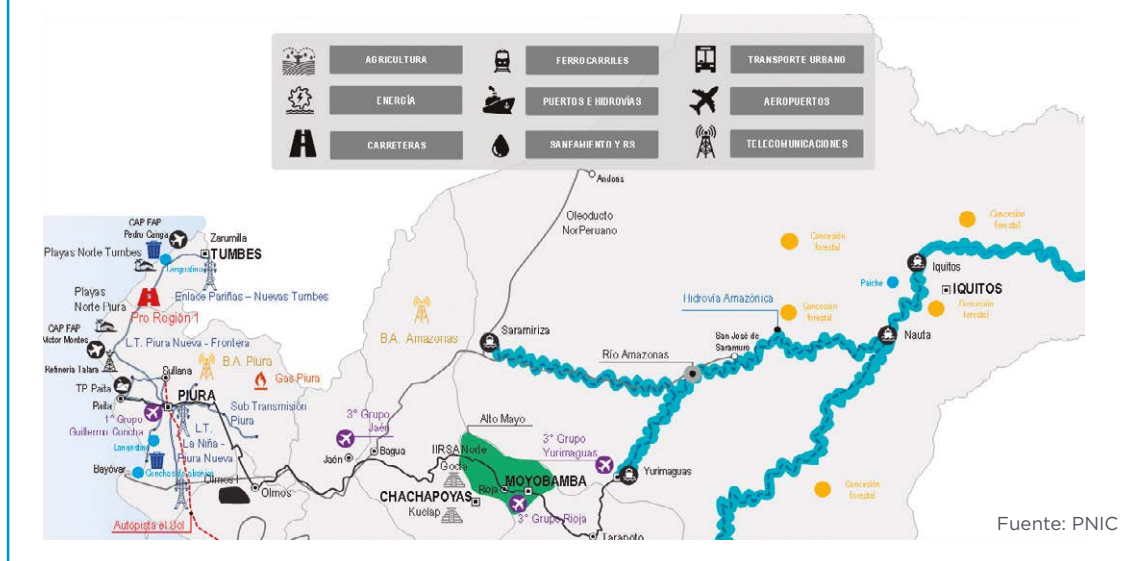 AGRICULTURA
FERROCARRILES
TRANSPORTE URBANO
ENERGÍA
PUERTOS E HIDROVÍAS
AEROPUERTOS
CARRETERAS
SANEAMIENTO Y RS
TELECOMUNICACIONES
Andoas
Oleoducto
NorPeruano
CAP FAP
Pedro Canga
Zarumilla
TUMBES
Playas Norte Tumbes
Langostino
Playas
Norte Piura
Enlace Pariñas – Nuevas Tumbes
Pro Región 1
CAP FAP
Victor Montes
L.T. Piura Nueva - Frontera
Refinería Talara
B.A. Piura
Gas Piura
Sullana
TP Paita
Paita
PIURA
Sub Transmisión
Piura
1° Grupo
Guillermo Concha
L.T.
La Niña -
Piura Nueva
Langostino
Bayóvar
Conchas de abanico
Olmos
Olmos
Autopista el Sol
B.A. Amazonas
Saramiriza
3° Grupo
Jaén
Jaén
Bagua
Alto Mayo
IIRSA Norte
Gocta
Rioja
MOYOBAMBA
CHACHAPOYAS
Kuelap
3° Grupo Rioja
Tarapoto
3° Grupo
Yurimaguas
Yurimaguas
Río Amazonas
San José de
Saramuro
Hidrovía Amazónica
Concesión
forestal
Concesión
forestal
Concesión
forestal
Concesión
forestal
Concesión
forestal
Paiche
Iquitos
IQUITOS
Nauta
Fuente: PNIC